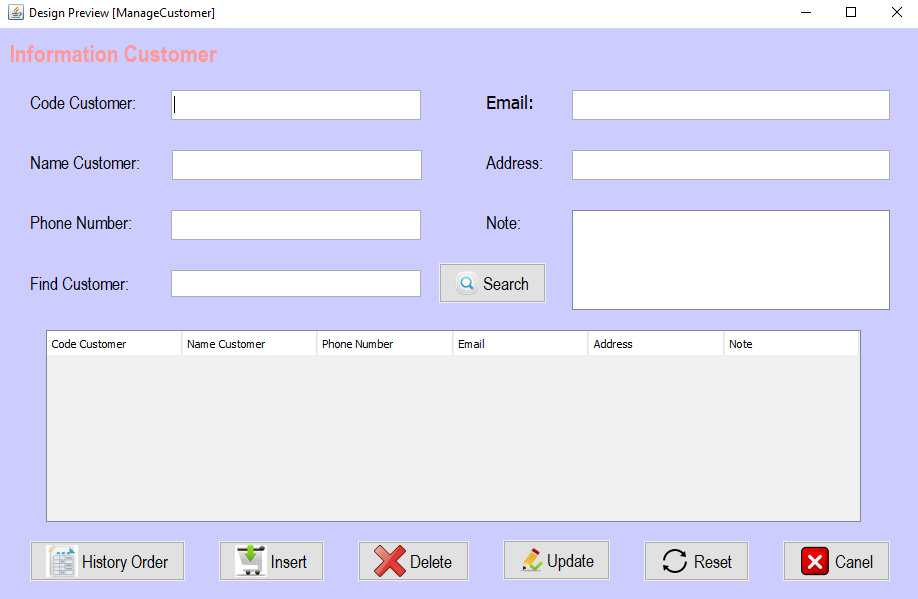 Design Preview [ManageCustomer]
Information Customer
Code Customer:
Email:
Name Customer:
Address:
Phone Number:
Note:
Find Customer:
Search
Code Customer Name Customer Phone Number Email Address Note
History Order Insert Delete Update Reset Canel